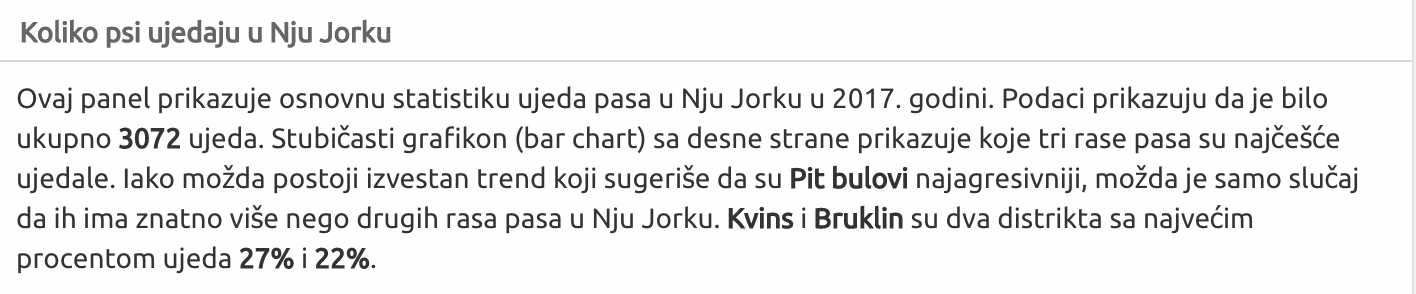 Koliko psi ujedaju u Nju Jorku
Ovaj panel prikazuje osnovnu statistiku ujeda pasa u Nju Jorku u 2017. godini. Podaci prikazuju da je bilo
ukupno 3072 ujeda. Stubičasti grafikon (bar chart) sa desne strane prikazuje koje tri rase pasa su najčešće
ujedale. Iako možda postoji izvestan trend koji sugeriše da su Pit bulovi najagresivniji, možda je samo slučaj
da ih ima znatno više nego drugih rasa pasa u Nju Jorku. Kvins i Bruklin su dva distrikta sa najvećim
procentom ujeda 27% i 22%.